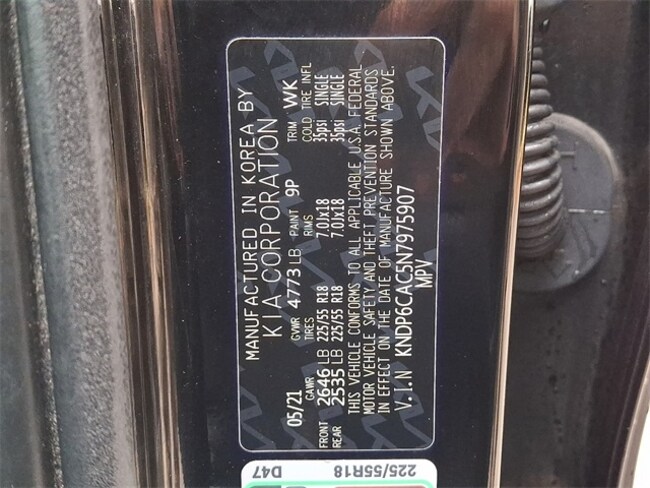 MANUFACTURED IN KOREA BY
KIA CORPORATION
05/21 GVWR 4773 LB PAINT 9P TRIM WK
GAWR TIRES RIMS COLD TIRE INFL
FRONT 2646 LB 225/55 R18 7.0Jx18 35psi SINGLE
REAR 2535 LB 225/55 R18 7.0Jx18 35psi SINGLE
THIS VEHICLE CONFORMS TO ALL APPLICABLE U.S.A. FEDERAL
MOTOR VEHICLE SAFETY AND THEFT PREVENTION STANDARDS
IN EFFECT ON THE DATE OF MANUFACTURE SHOWN ABOVE.
V.I.N KNDP6CAC5N7975907
MPV
225/55R18 D47